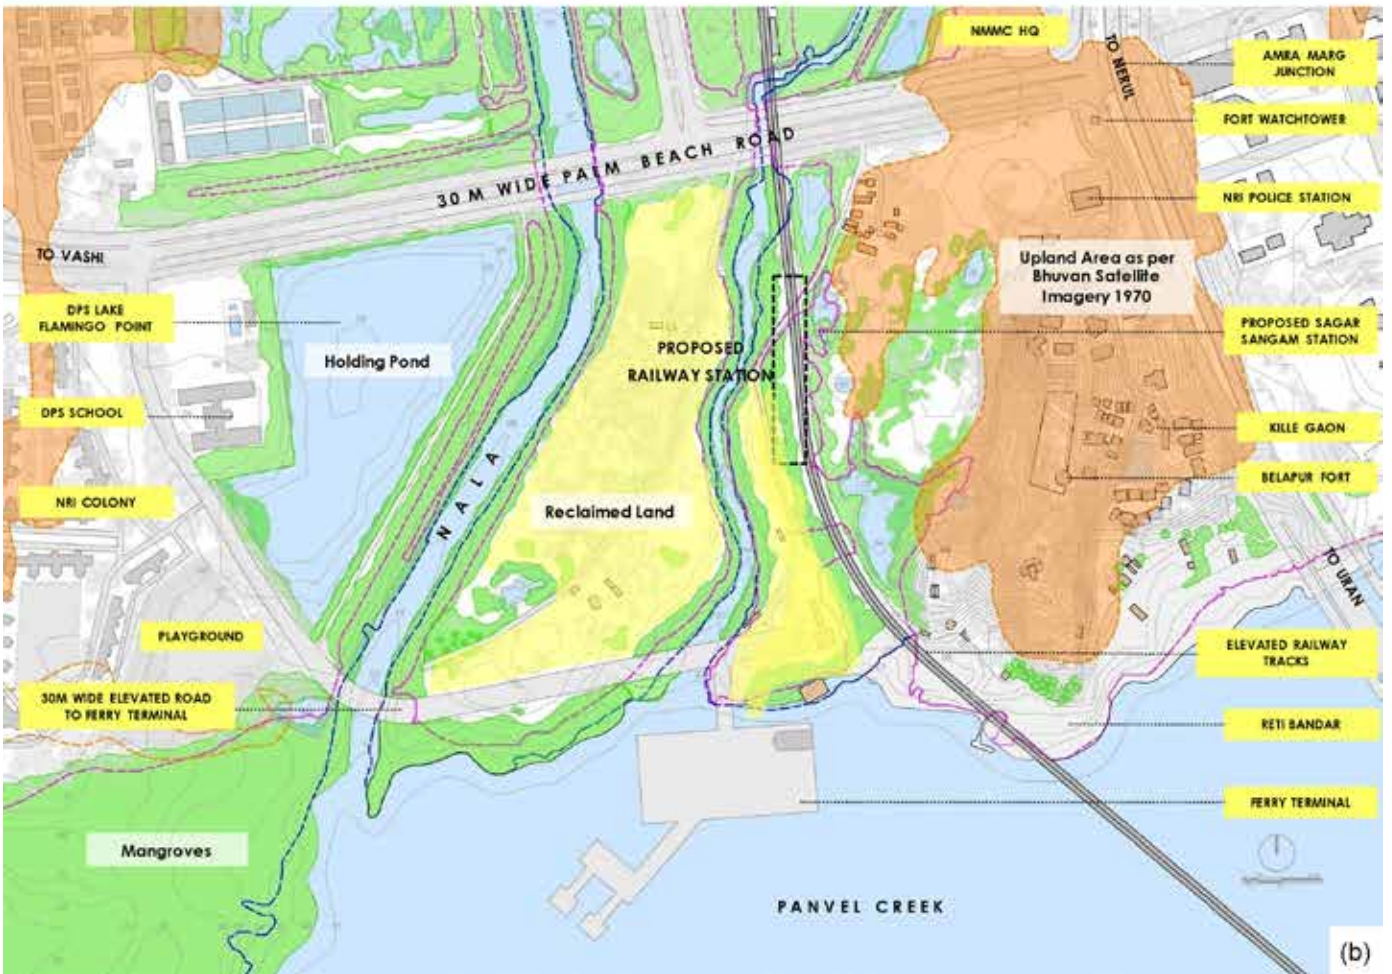 NMMC HQ
TO NERUL
AMRA MARG
JUNCTION
FORT WATCHTOWER
30 M WIDE PALM BEACH ROAD
NRI POLICE STATION
TO VASHI
Upland Area as per
Bhuvan Satellite
Imagery 1970
DPS LAKE
FLAMINGO POINT
Holding Pond
PROPOSED
RAILWAY STATION
PROPOSED SAGAR
SANGAM STATION
DPS SCHOOL
KILLE GAON
NALA
BELAPUR FORT
NRI COLONY
Reclaimed Land
TO URAN
PLAYGROUND
ELEVATED RAILWAY
TRACKS
30M WIDE ELEVATED ROAD
TO FERRY TERMINAL
RETI BANDAR
FERRY TERMINAL
Mangroves
PANVEL CREEK
(b)